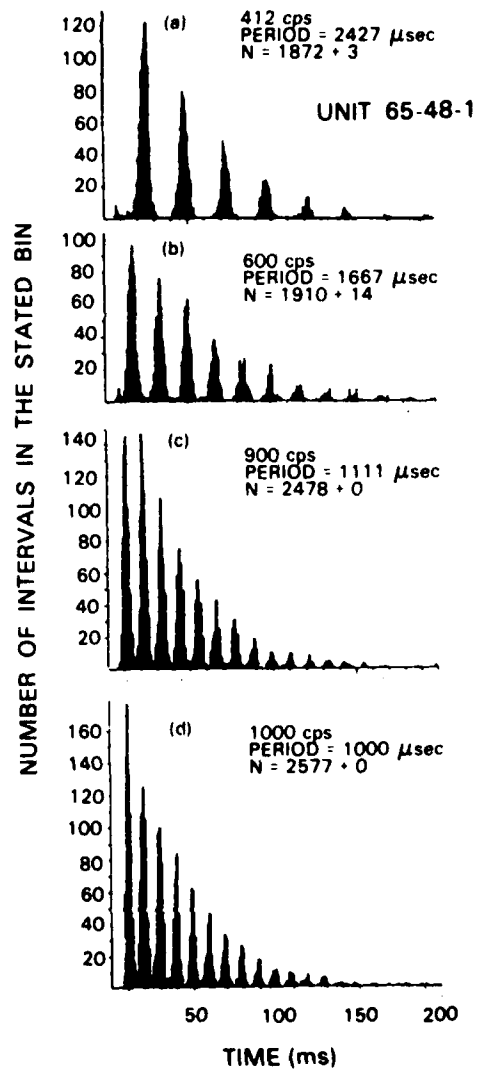 (a)
412 cps
PERIOD = 2427 μsec
N = 1872 + 3
UNIT 65-48-1
120
100
80
60
40
20
(b)
600 cps
PERIOD = 1667 μsec
N = 1910 + 14
100
80
60
40
20
(c)
900 cps
PERIOD = 1111 μsec
N = 2478 + 0
140
120
100
80
60
40
20
(d)
1000 cps
PERIOD = 1000 μsec
N = 2577 + 0
160
140
120
100
80
60
40
20
50 100 150 200
TIME (ms)
NUMBER OF INTERVALS IN THE STATED BIN